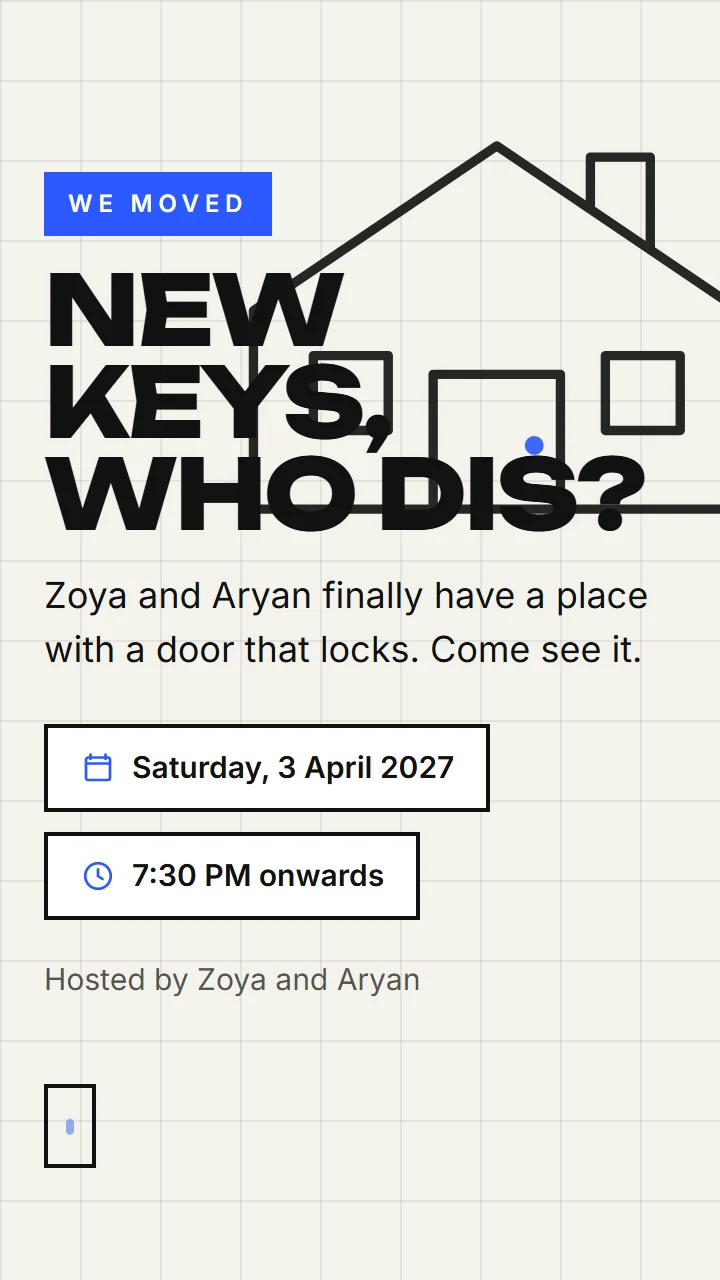 WE MOVED
NEW
KEYS,
WHO DIS?
Zoya and Aryan finally have a place
with a door that locks. Come see it.
Saturday, 3 April 2027
7:30 PM onwards
Hosted by Zoya and Aryan